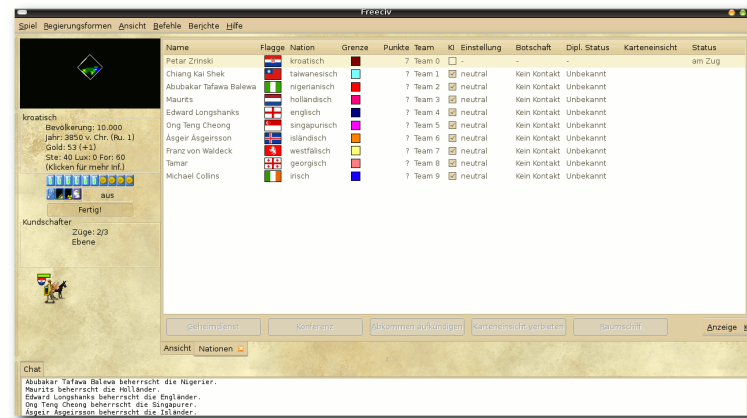 Freeciv
Spiel Regierungsformen Ansicht Befehle Berichte Hilfe
Name Flagge Nation Grenze Punkte Team KI Einstellung Botschaft Dipl. Status Karteneinsicht Status
Petar Zrinski kroatisch 7 Team 0 - - - am Zug
Chiang Kai Shek taiwanesisch ? Team 1 neutral Kein Kontakt Unbekannt
Abubakar Tafawa Balewa nigerianisch ? Team 2 neutral Kein Kontakt Unbekannt
Maurits holländisch ? Team 3 neutral Kein Kontakt Unbekannt
Edward Longshanks englisch ? Team 4 neutral Kein Kontakt Unbekannt
Ong Teng Cheong singapurisch ? Team 5 neutral Kein Kontakt Unbekannt
Ásgeir Ásgeirsson isländisch ? Team 6 neutral Kein Kontakt Unbekannt
Franz von Waldeck westfälisch ? Team 7 neutral Kein Kontakt Unbekannt
Tamar georgisch ? Team 8 neutral Kein Kontakt Unbekannt
Michael Collins irisch ? Team 9 neutral Kein Kontakt Unbekannt
kroatisch
Bevölkerung: 10.000
Jahr: 3850 v. Chr. (Ru. 1)
Gold: 53 (+1)
Ste: 40 Lux: 0 For: 60
(Klicken für mehr Inf.)
aus
Fertig!
Kundschafter
Züge: 2/3
Ebene
Geheimdienst Konferenz Abkommen aufkündigen Karteneinsicht verbieten Raumschiff Anzeige
Ansicht Nationen
Chat
Abubakar Tafawa Balewa beherrscht die Nigerier.
Maurits beherrscht die Holländer.
Edward Longshanks beherrscht die Engländer.
Ong Teng Cheong beherrscht die Singapurer.
Ásgeir Ásgeirsson beherrscht die Isländer.